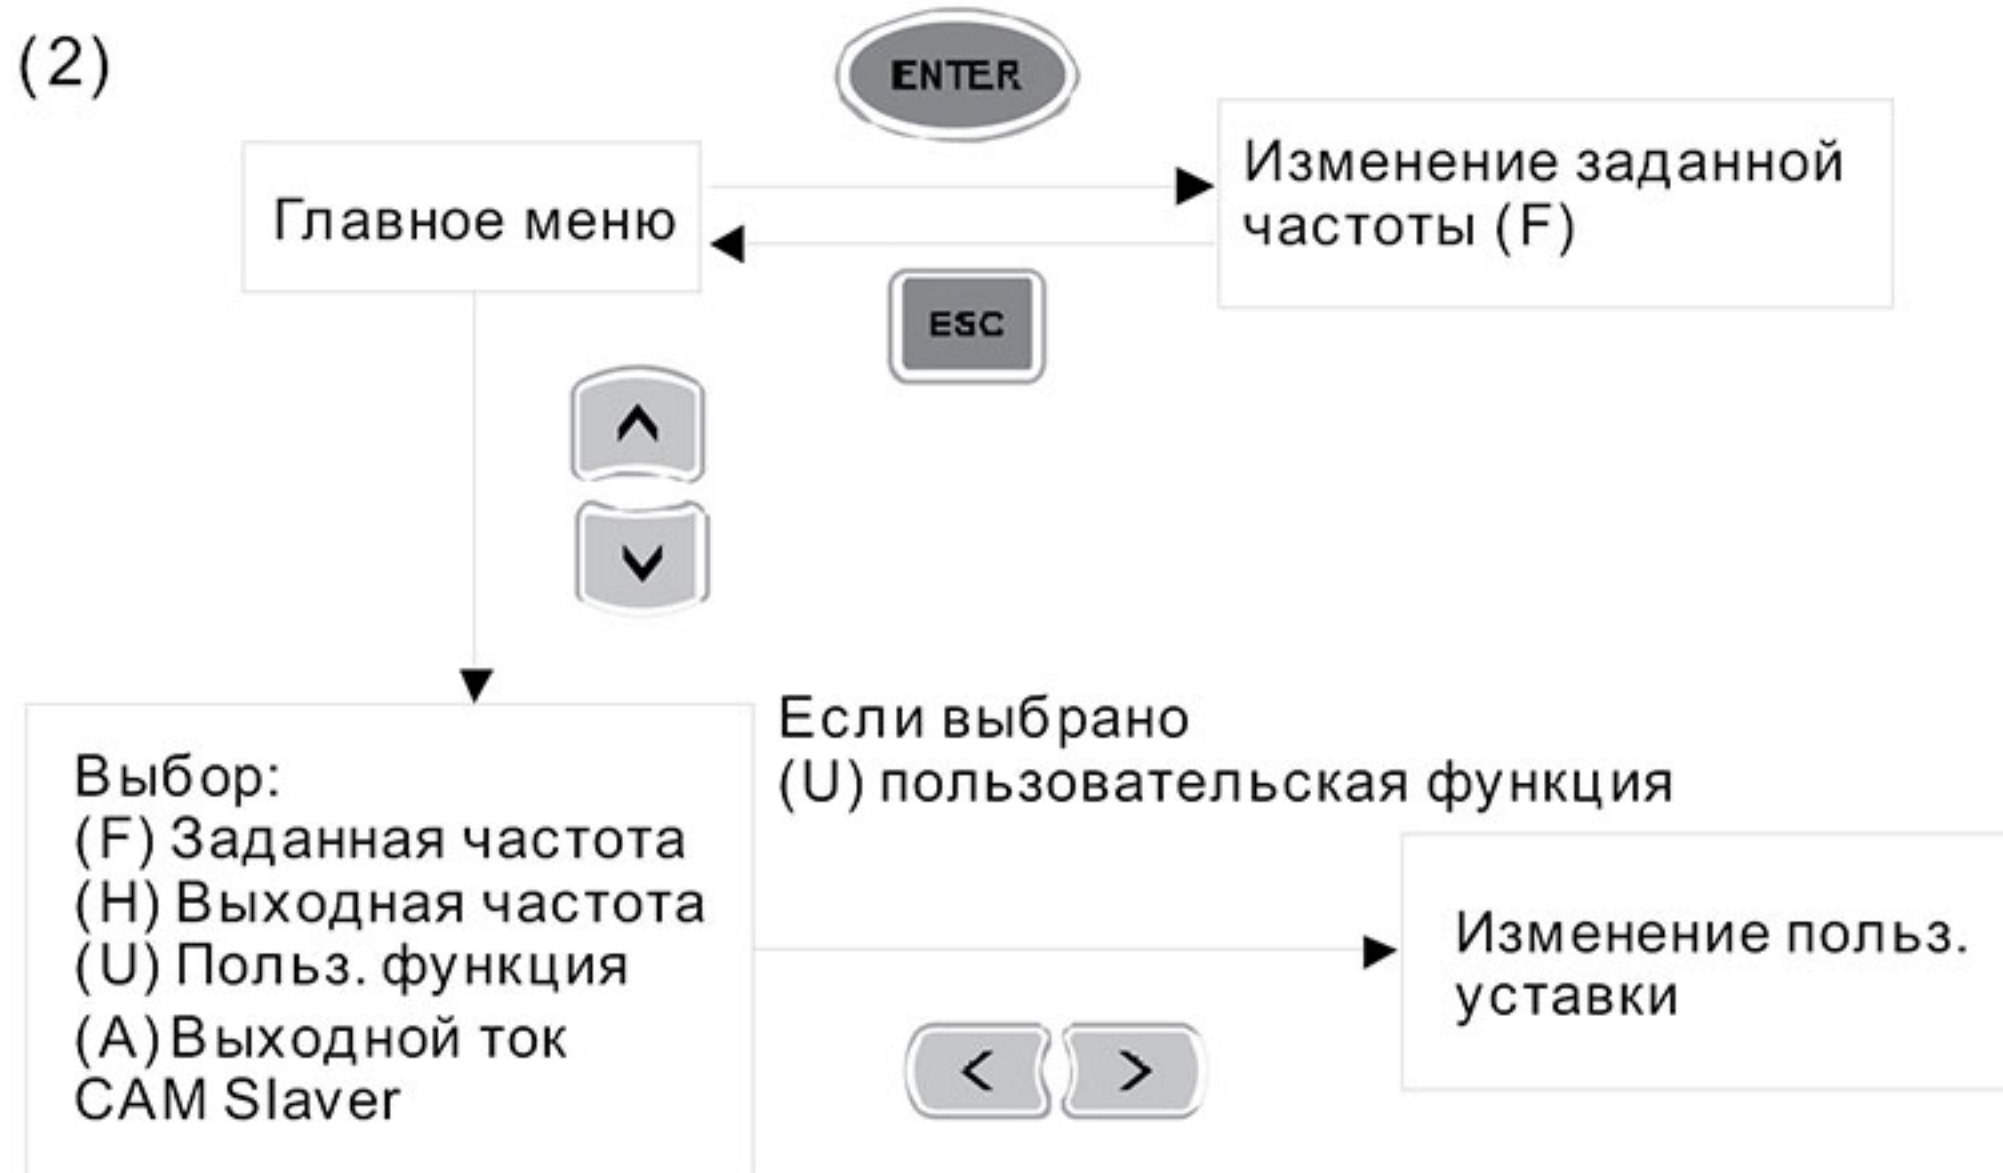 (2)
ENTER
Главное меню
Изменение заданной
частоты (F)
ESC
Если выбрано
(U) пользовательская функция
Выбор:
(F) Заданная частота
(H) Выходная частота
(U) Польз. функция
(A) Выходной ток
CAM Slaver
Изменение польз.
уставки